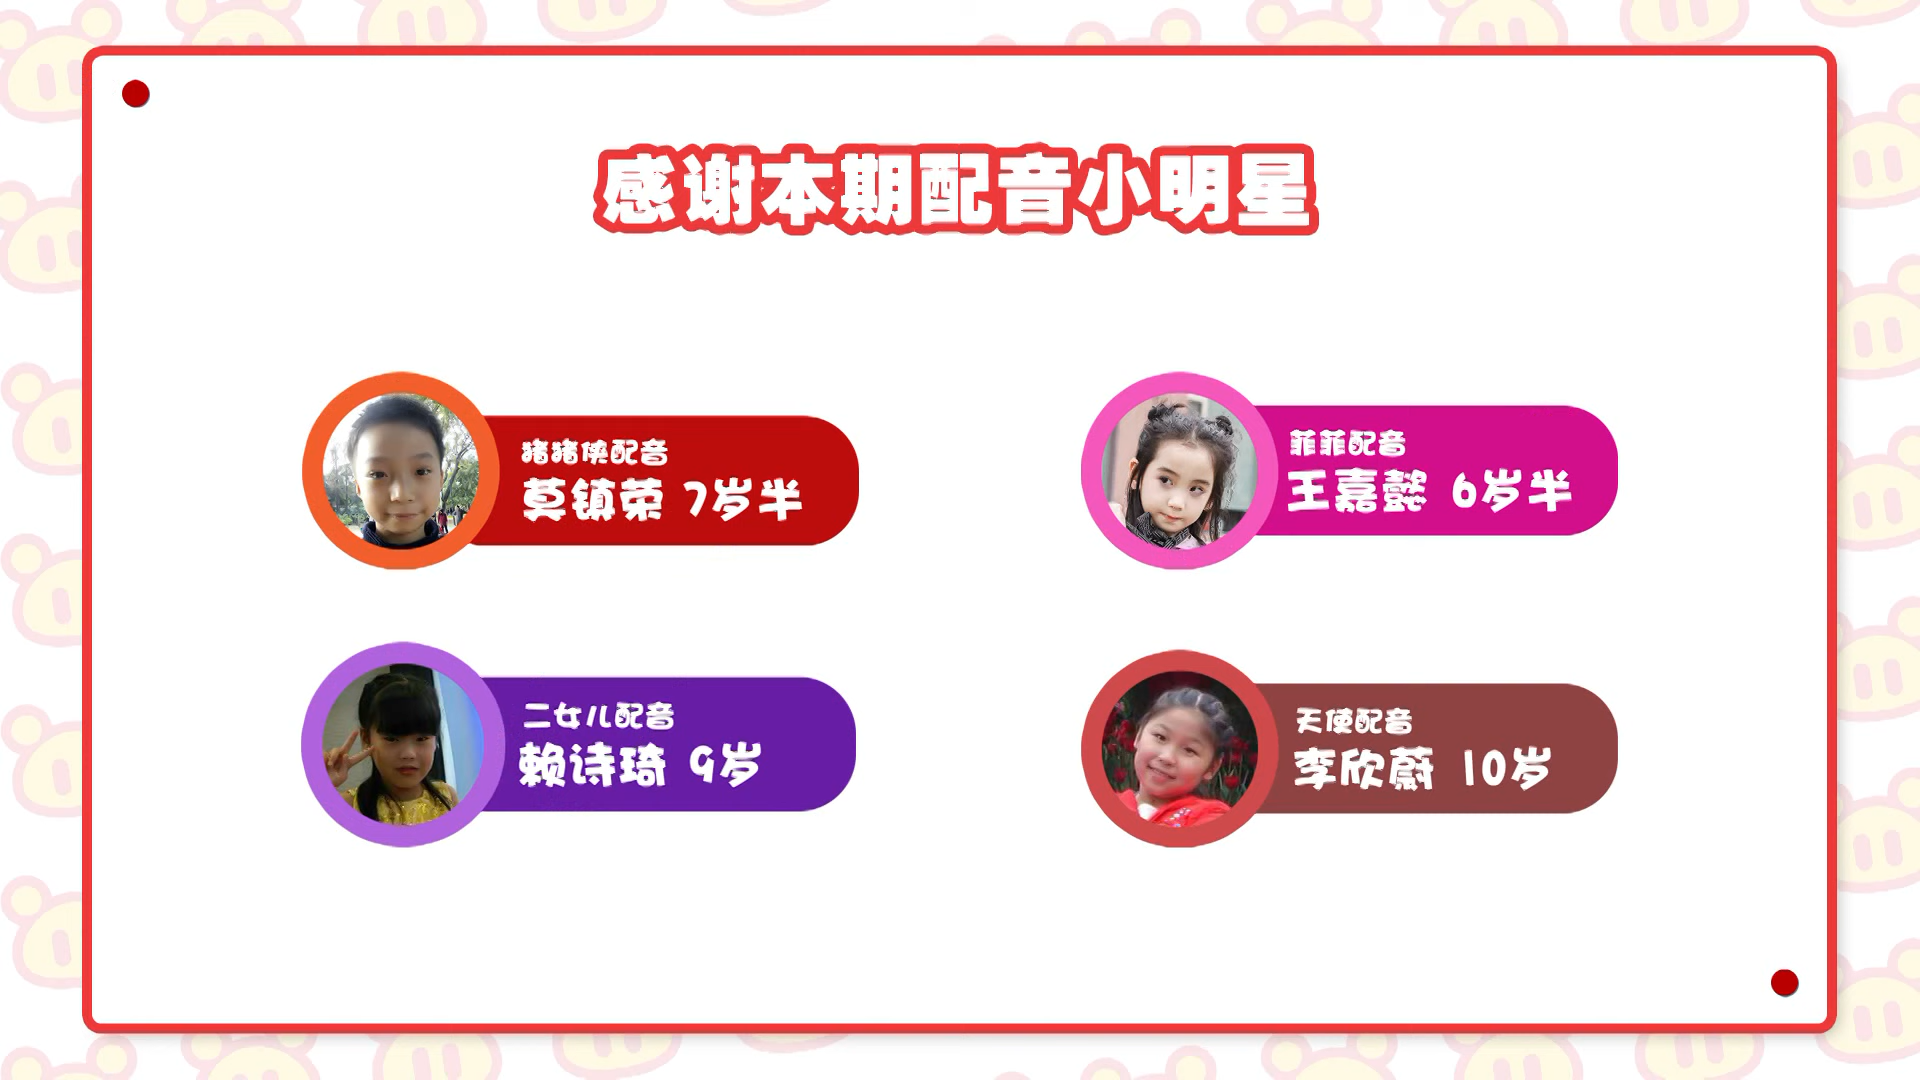 感谢本期配音小明星
猪猪侠配音
莫镇荣 7岁半
菲菲配音
王嘉懿 6岁半
二女儿配音
赖诗琦 9岁
天使配音
李欣蔚 10岁